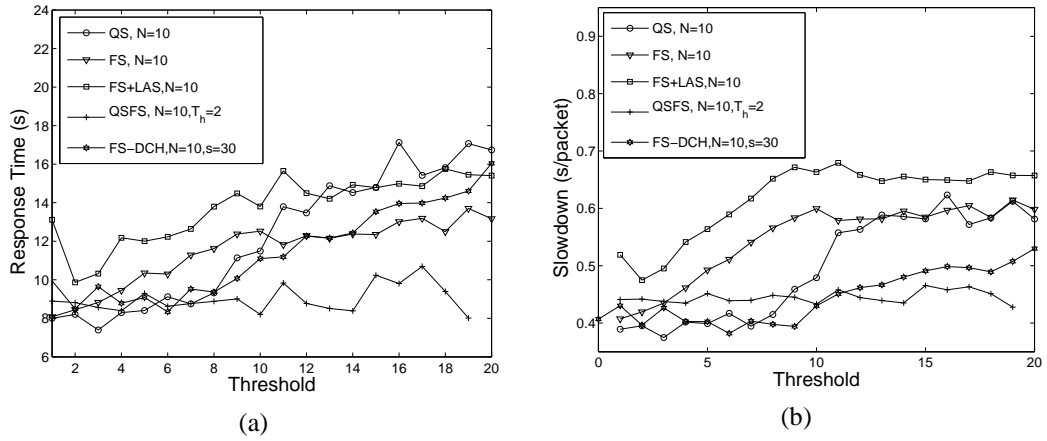 24
22
20
18
16
14
12
10
8
6
Response Time (s)
QS, N=10
FS, N=10
FS+LAS,N=10
QSFS, N=10,Th=2
FS−DCH,N=10,s=30
2 4 6 8 10 12 14 16 18 20
Threshold
(a)
0.9
0.8
0.7
0.6
0.5
0.4
Slowdown (s/packet)
QS, N=10
FS, N=10
FS+LAS,N=10
QSFS, N=10,Th=2
FS−DCH,N=10,s=30
0 5 10 15 20
Threshold
(b)